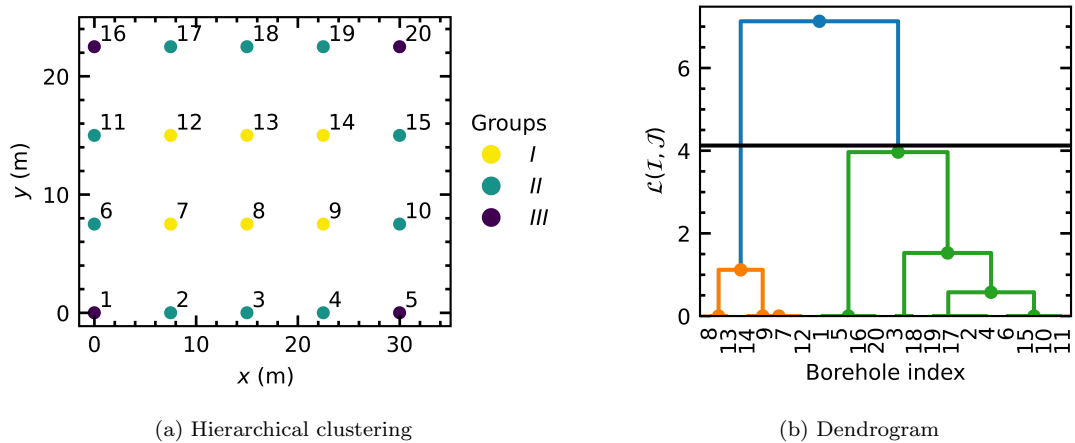 16 17 18 19 20
20
11 12 13 14 15
10
6 7 8 9 10
0
1 2 3 4 5
0 10 20 30
x (m)
y (m)
Groups
I
II
III
(a) Hierarchical clustering
6
4
2
0
ℒ(ℐ, 𝒥)
8 13 14 9 7 12 1 5 16 20 3 18 19 17 2 4 6 15 10 11
Borehole index
(b) Dendrogram